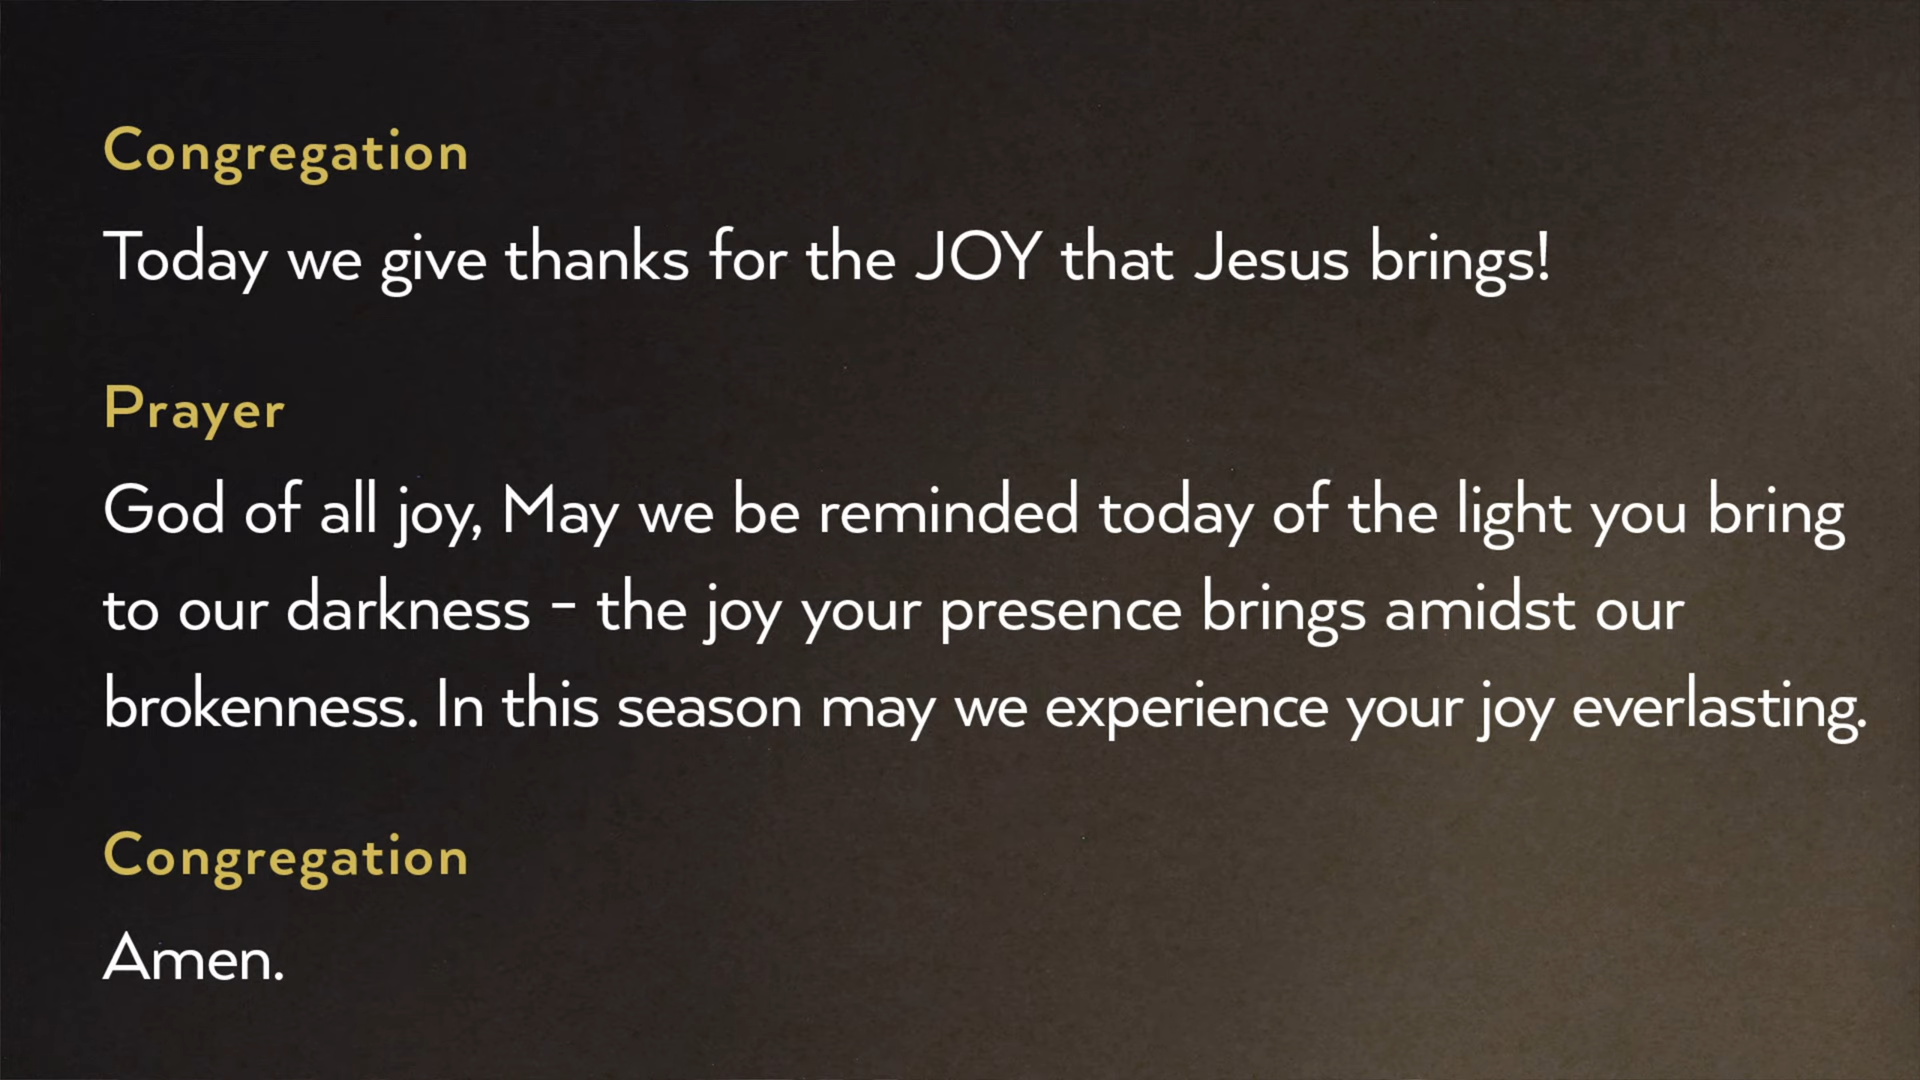 Congregation
Today we give thanks for the JOY that Jesus brings!
Prayer
God of all joy, May we be reminded today of the light you bring
to our darkness - the joy your presence brings amidst our
brokenness. In this season may we experience your joy everlasting.
Congregation
Amen.